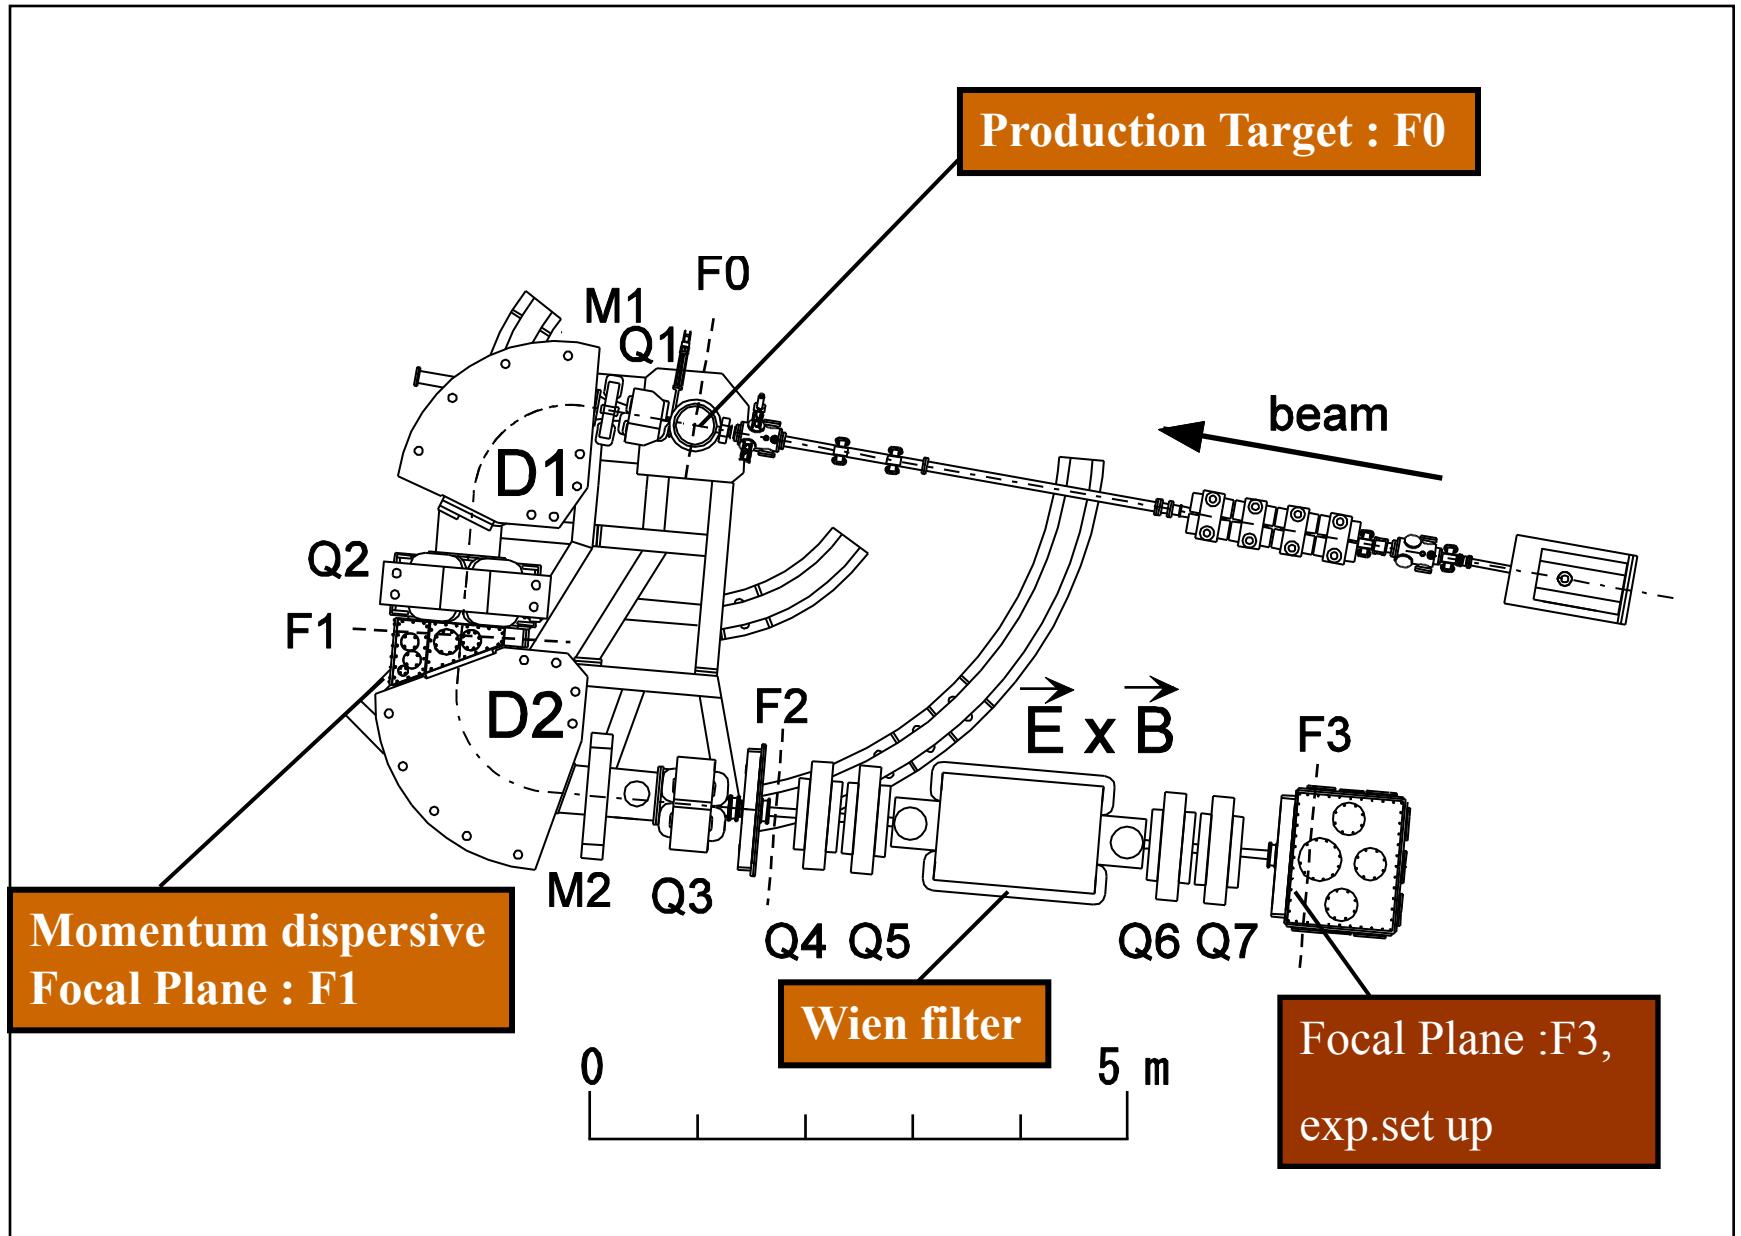 Production Target : F0
F0
M1
Q1
beam
D1
Q2
F1
D2
F2
E x B
F3
M2
Q3
Q4
Q5
Q6
Q7
Momentum dispersive
Focal Plane : F1
Wien filter
Focal Plane :F3,
exp.set up
0
5 m